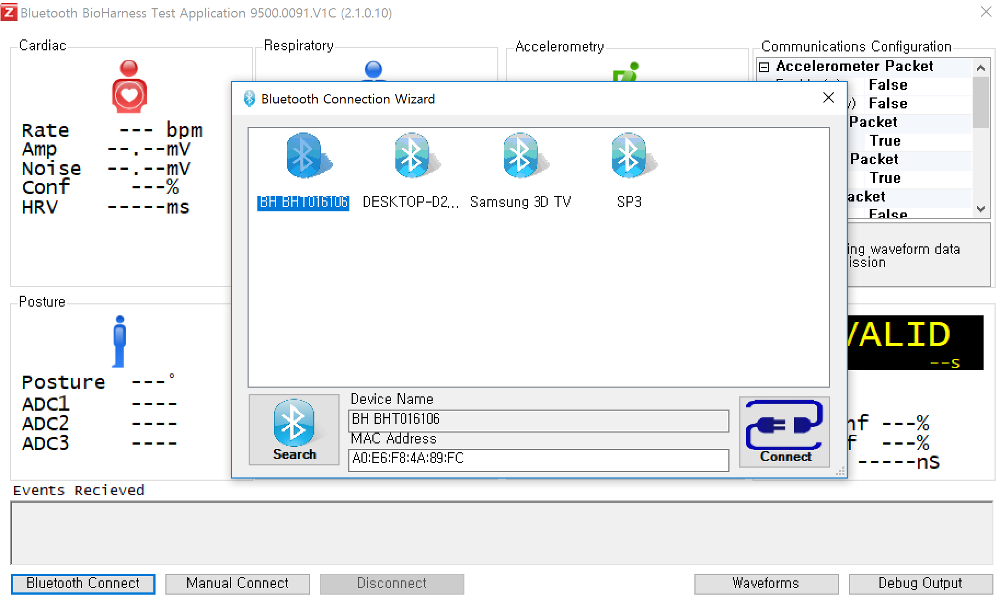 Z Bluetooth BioHarness Test Application 9500.0091.V1C (2.1.0.10)
Cardiac
Rate --- bpm
Amp --.--mV
Noise --.--mV
Conf ---%
HRV -----ms
Respiratory
Accelerometry
Communications Configuration
Accelerometer Packet
False
False
Packet
True
Packet
True
acket
False
ing waveform data
ission
Bluetooth Connection Wizard
BH BHT016106
DESKTOP-D2...
Samsung 3D TV
SP3
Search
Device Name
BH BHT016106
MAC Address
A0:E6:F8:4A:89:FC
Connect
Posture
Posture ---°
ADC1 ----
ADC2 ----
ADC3 ----
VALID
--s
nf ---%
f ---%
-----nS
Events Recieved
Bluetooth Connect
Manual Connect
Disconnect
Waveforms
Debug Output